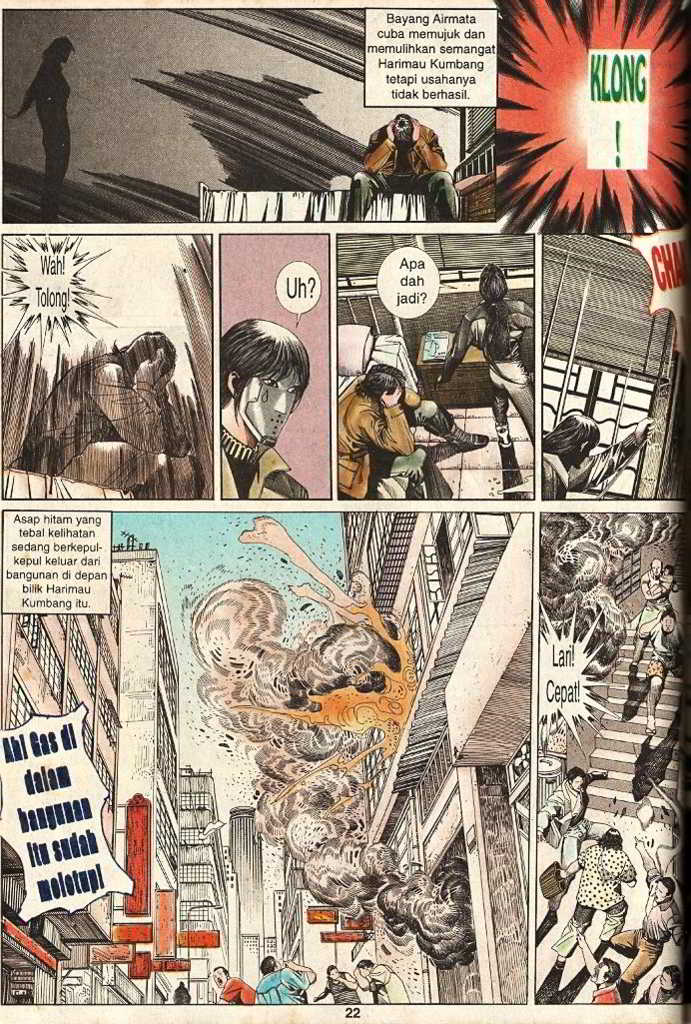 Bayang Airmata
cuba memujuk dan
memulihkan semangat
Harimau Kumbang
tetapi usahanya
tidak berhasil.
KLONG
!
Wah!
Tolong!
Uh?
Apa
dah
jadi?
Asap hitam yang
tebal kelihatan
sedang berkepul-
kepul keluar dari
bangunan di depan
bilik Harimau
Kumbang itu.
Ah! Gas di
dalam
bangunan
itu sudah
meletup!
Lari!
Cepat!
22